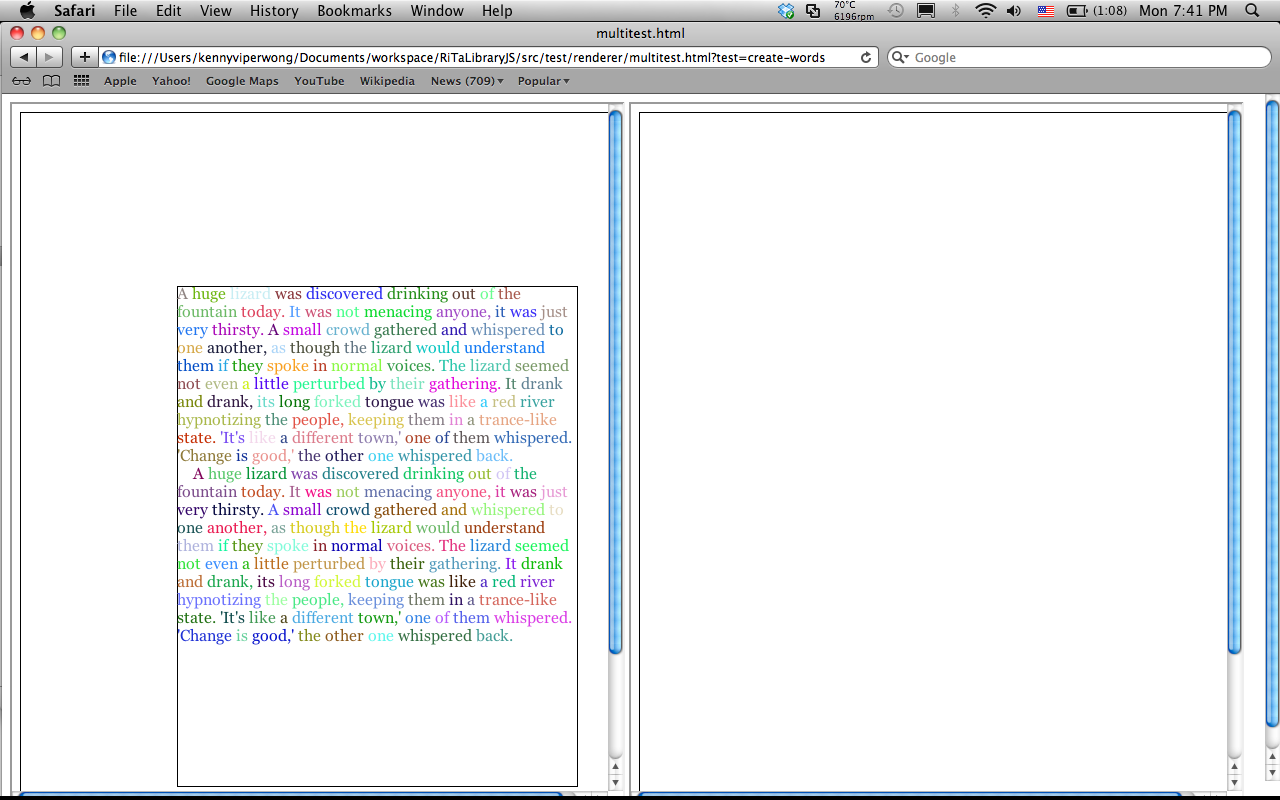 Safari File Edit View History Bookmarks Window Help 70°C 6196rpm (1:08) Mon 7:41 PM
multitest.html
file:///Users/kennyviperwong/Documents/workspace/RiTaLibraryJS/src/test/renderer/multitest.html?test=create-words Google
Apple Yahoo! Google Maps YouTube Wikipedia News (709) Popular
A huge lizard was discovered drinking out of the
fountain today. It was not menacing anyone, it was just
very thirsty. A small crowd gathered and whispered to
one another, as though the lizard would understand
them if they spoke in normal voices. The lizard seemed
not even a little perturbed by their gathering. It drank
and drank, its long forked tongue was like a red river
hypnotizing the people, keeping them in a trance-like
state. 'It's like a different town,' one of them whispered.
'Change is good,' the other one whispered back.
A huge lizard was discovered drinking out of the
fountain today. It was not menacing anyone, it was just
very thirsty. A small crowd gathered and whispered to
one another, as though the lizard would understand
them if they spoke in normal voices. The lizard seemed
not even a little perturbed by their gathering. It drank
and drank, its long forked tongue was like a red river
hypnotizing the people, keeping them in a trance-like
state. 'It's like a different town,' one of them whispered.
'Change is good,' the other one whispered back.